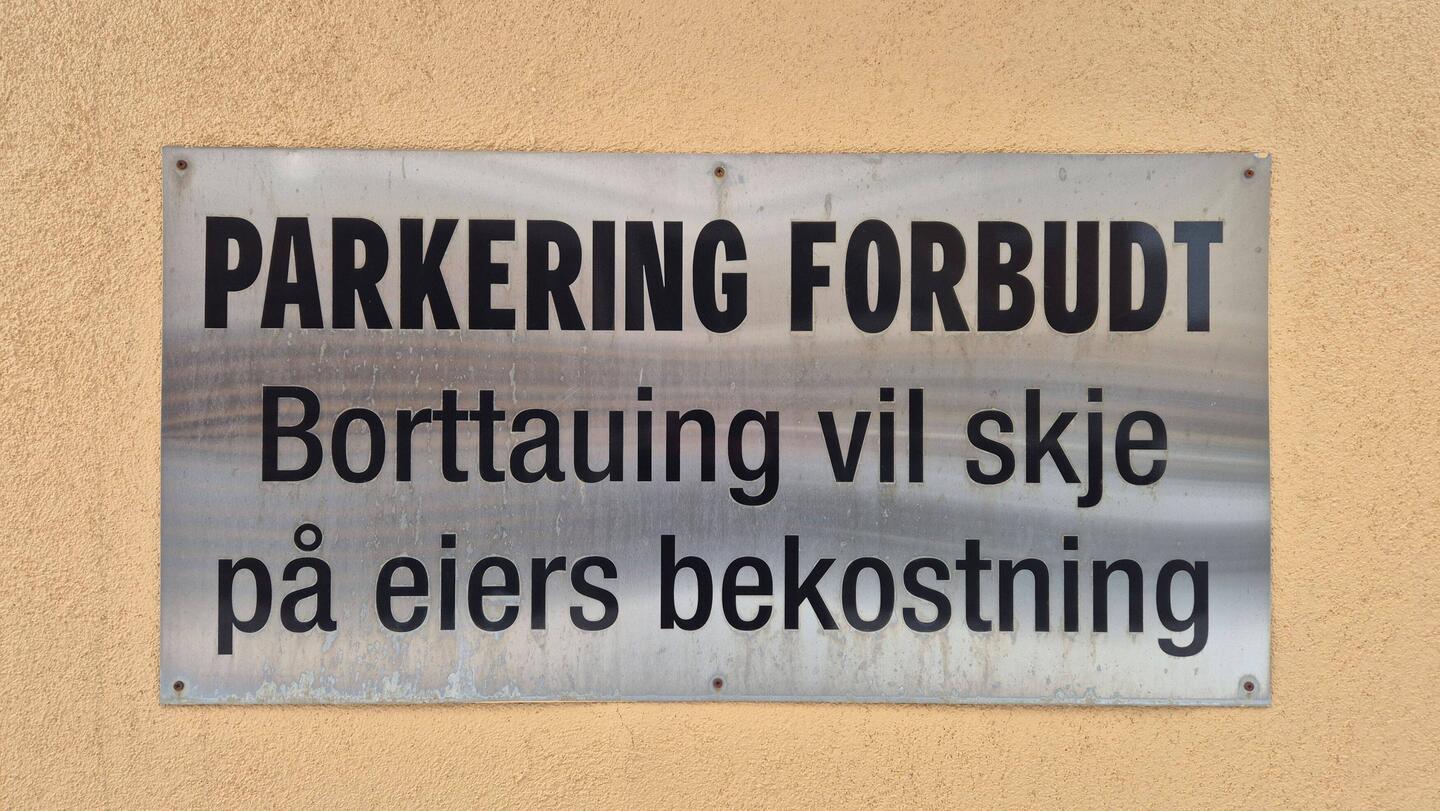 PARKERING FORBUDT
Borttauing vil skje
på eiers bekostning